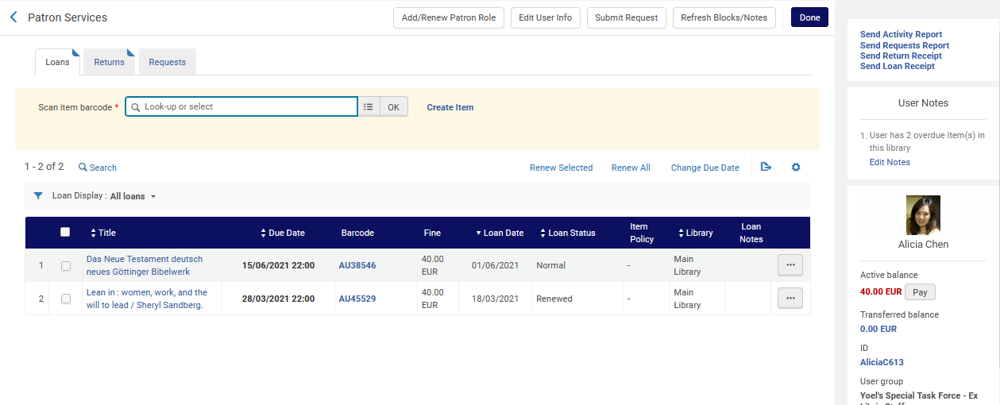 Patron Services
Add/Renew Patron Role
Edit User Info
Submit Request
Refresh Blocks/Notes
Done
Loans
Returns
Requests
Scan item barcode *
Look-up or select
OK
Create Item
1 - 2 of 2
Search
Renew Selected
Renew All
Change Due Date
Loan Display : All loans
Title
Due Date
Barcode
Fine
Loan Date
Loan Status
Item
Policy
Library
Loan
Notes
1
Das Neue Testament deutsch
neues Göttinger Bibelwerk
15/06/2021 22:00
AU38546
40.00
EUR
01/06/2021
Normal
-
Main
Library
...
2
Lean in : women, work, and the
will to lead / Sheryl Sandberg.
28/03/2021 22:00
AU45529
40.00
EUR
18/03/2021
Renewed
-
Main
Library
...
Send Activity Report
Send Requests Report
Send Return Receipt
Send Loan Receipt
User Notes
1. User has 2 overdue item(s) in
this library
Edit Notes
Alicia Chen
Active balance
40.00 EUR Pay
Transferred balance
0.00 EUR
ID
AliciaC613
User group
Yoel's Special Task Force - Ex